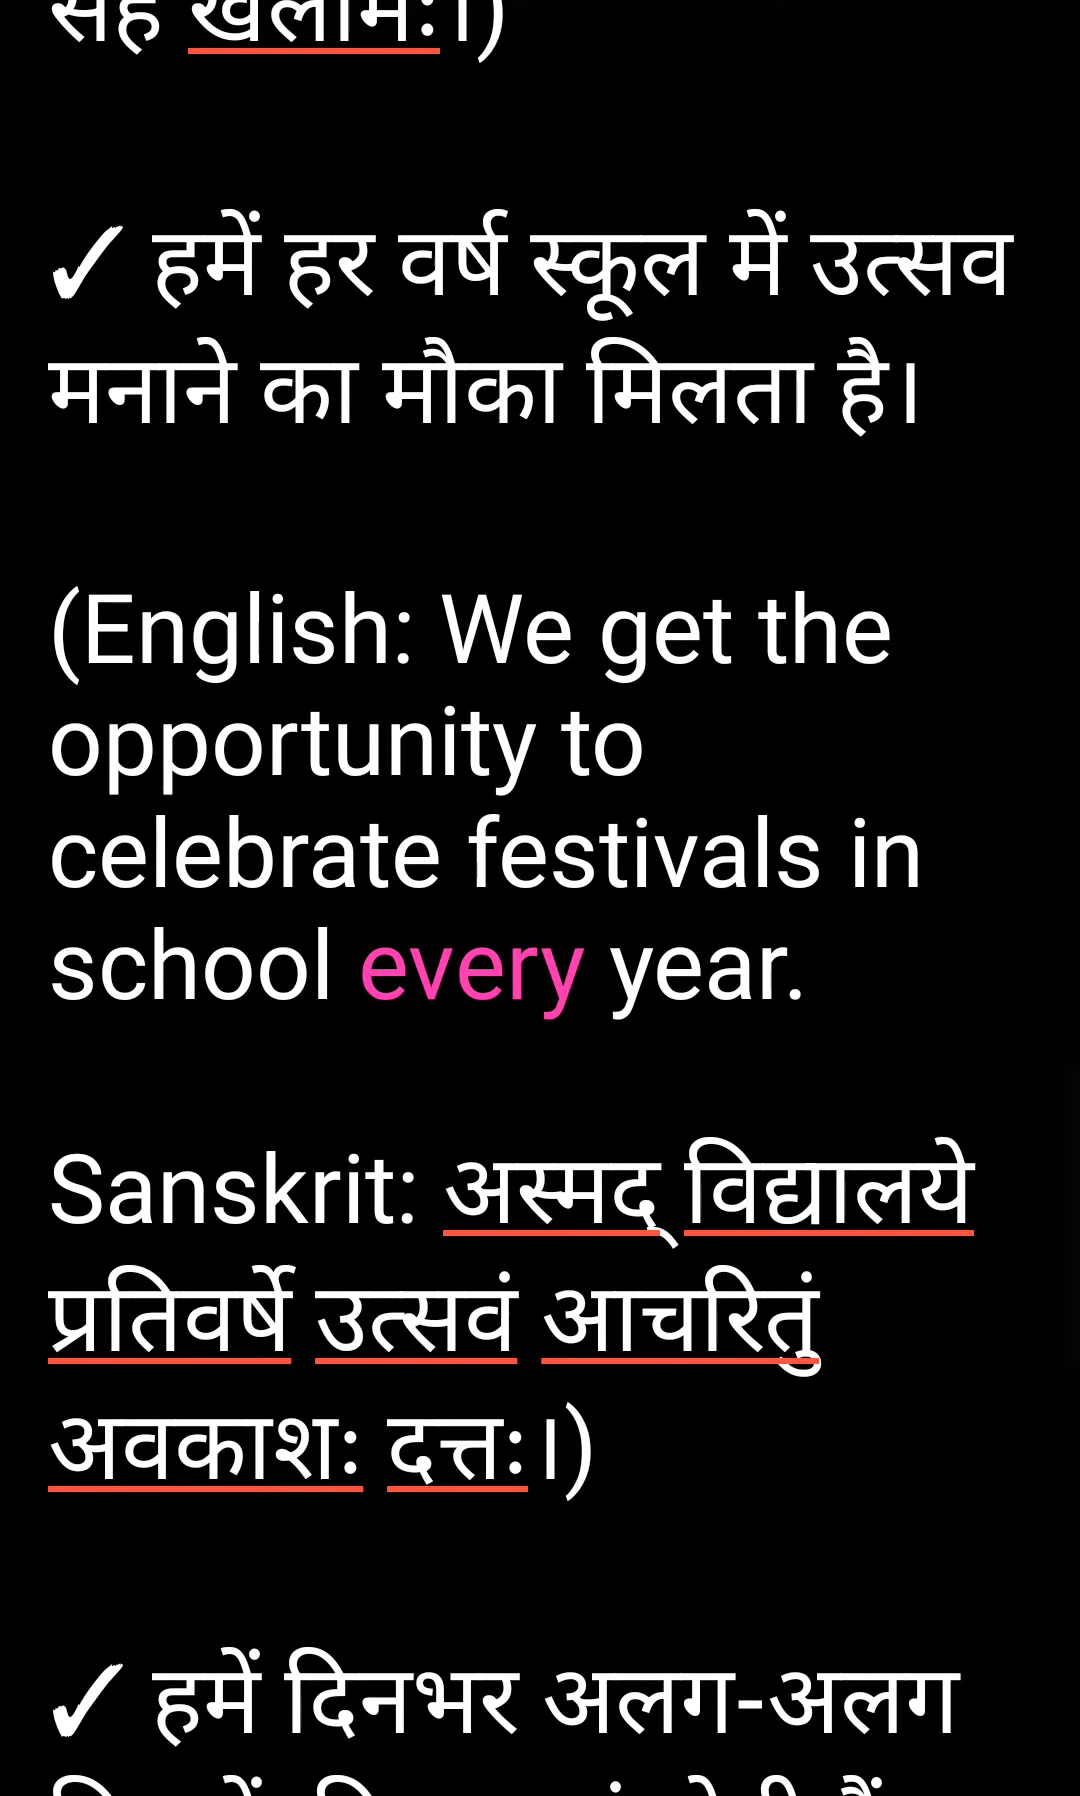 सह खेलामः।)
✓ हमें हर वर्ष स्कूल में उत्सव
मनाने का मौका मिलता है।
(English: We get the
opportunity to
celebrate festivals in
school every year.
Sanskrit: अस्मद् विद्यालये
प्रतिवर्षे उत्सवं आचरितुं
अवकाशः दत्तः।)
✓ हमें दिनभर अलग-अलग